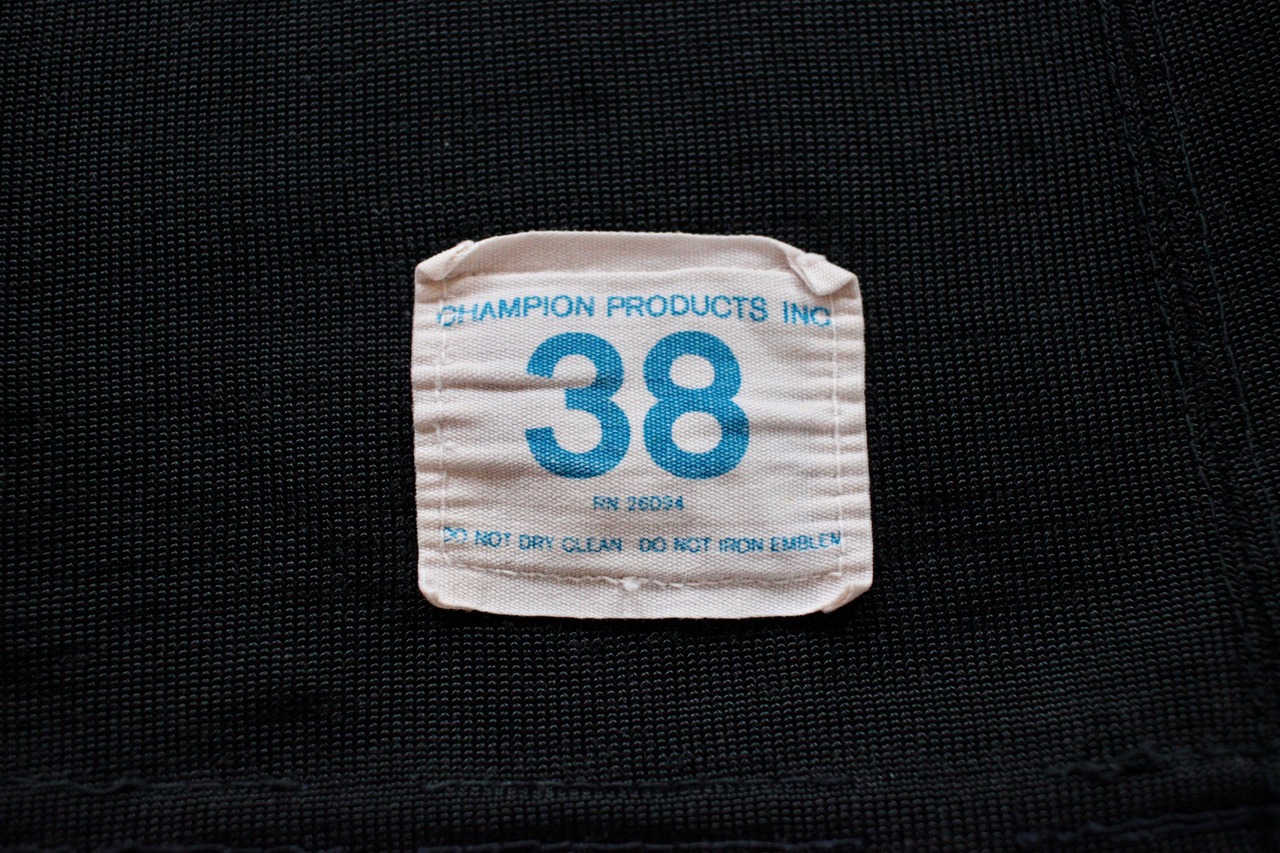 CHAMPION PRODUCTS INC
38
RN 26094
DO NOT DRY CLEAN DO NOT IRON EMBLEM